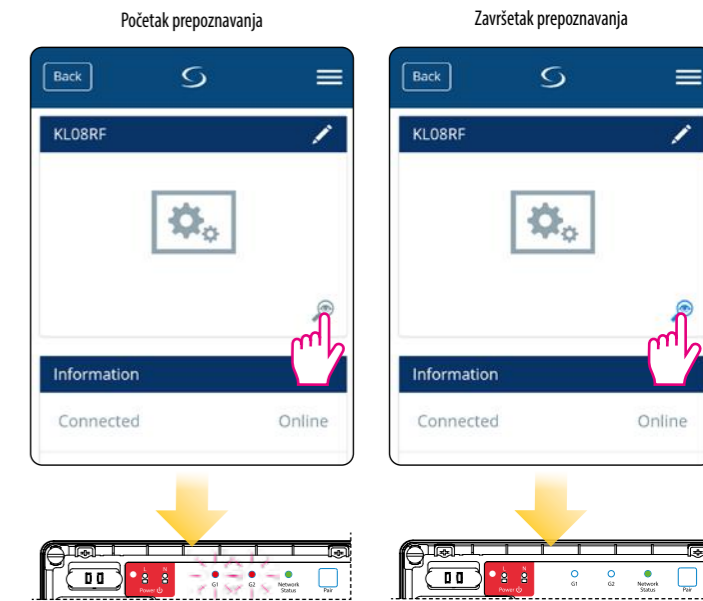 Početak prepoznavanja
Završetak prepoznavanja
Back
KL08RF
Information
Connected Online
Back
KL08RF
Information
Connected Online
L N
Power
G1 G2 Network Status Pair
L N
Power
G1 G2 Network Status Pair